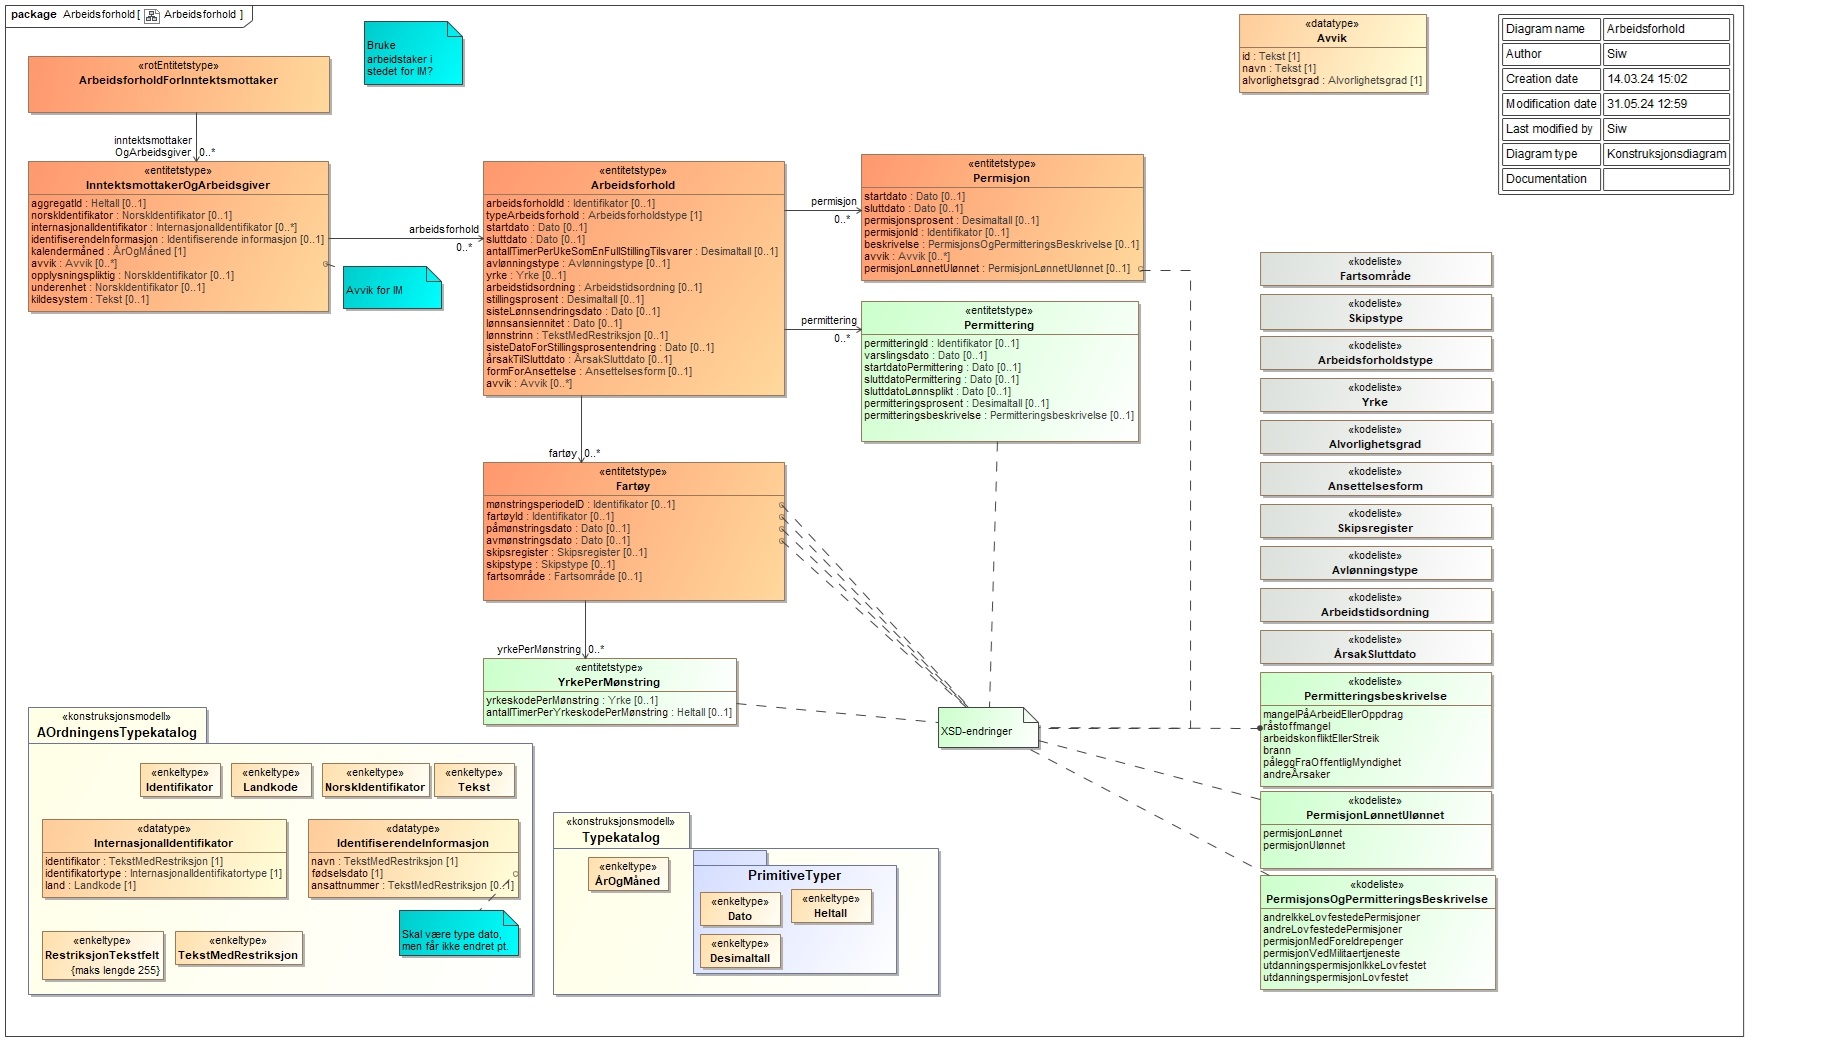 package Arbeidsforhold [ Arbeidsforhold ]
Bruke
arbeidstaker i
stedet for IM?
«datatype»
Avvik
id : Tekst [1]
navn : Tekst [1]
alvorlighetsgrad : Alvorlighetsgrad [1]
Diagram name Arbeidsforhold
Author Siw
Creation date 14.03.24 15:02
Modification date 31.05.24 12:59
Last modified by Siw
Diagram type Konstruksjonsdiagram
Documentation
«rotEntitetstype»
ArbeidsforholdForInntektsmottaker
inntektsmottaker
OgArbeidsgiver 0..*
«entitetstype»
InntektsmottakerOgArbeidsgiver
aggregatId : Heltall [0..1]
norskIdentifikator : NorskIdentifikator [0..1]
internasjonalIdentifikator : InternasjonalIdentifikator [0..*]
identifiserendeInformasjon : Identifiserende informasjon [0..1]
kalendermåned : ÅrOgMåned [1]
avvik : Avvik [0..*]
opplysningspliktig : NorskIdentifikator [0..1]
underenhet : NorskIdentifikator [0..1]
kildesystem : Tekst [0..1]
Avvik for IM
arbeidsforhold
0..*
«entitetstype»
Arbeidsforhold
arbeidsforholdId : Identifikator [0..1]
typeArbeidsforhold : Arbeidsforholdstype [1]
startdato : Dato [0..1]
sluttdato : Dato [0..1]
antallTimerPerUkeSomEnFullStillingTilsvarer : Desimaltall [0..1]
avlønningstype : Avlønningstype [0..1]
yrke : Yrke [0..1]
arbeidstidsordning : Arbeidstidsordning [0..1]
stillingsprosent : Desimaltall [0..1]
sisteLønnsendringsdato : Dato [0..1]
lønnsansiennitet : Dato [0..1]
lønnstrinn : TekstMedRestriksjon [0..1]
sisteDatoForStillingsprosentendring : Dato [0..1]
årsakTilSluttdato : ÅrsakSluttdato [0..1]
formForAnsettelse : Ansettelsesform [0..1]
avvik : Avvik [0..*]
permisjon
0..*
«entitetstype»
Permisjon
startdato : Dato [0..1]
sluttdato : Dato [0..1]
permisjonsprosent : Desimaltall [0..1]
permisjonId : Identifikator [0..1]
beskrivelse : PermisjonsOgPermitteringsBeskrivelse [0..1]
avvik : Avvik [0..*]
permisjonLønnetUlønnet : PermisjonLønnetUlønnet [0..1]
permittering
0..*
«entitetstype»
Permittering
permitteringId : Identifikator [0..1]
varslingsdato : Dato [0..1]
startdatoPermittering : Dato [0..1]
sluttdatoPermittering : Dato [0..1]
sluttdatoLønnsplikt : Dato [0..1]
permitteringsprosent : Desimaltall [0..1]
permitteringsbeskrivelse : Permitteringsbeskrivelse [0..1]
fartøy 0..*
«entitetstype»
Fartøy
mønstringsperiodeID : Identifikator [0..1]
fartøyId : Identifikator [0..1]
påmønstringsdato : Dato [0..1]
avmønstringsdato : Dato [0..1]
skipsregister : Skipsregister [0..1]
skipstype : Skipstype [0..1]
fartsområde : Fartsområde [0..1]
yrkePerMønstring 0..*
«entitetstype»
YrkePerMønstring
yrkeskodePerMønstring : Yrke [0..1]
antallTimerPerYrkeskodePerMønstring : Heltall [0..1]
XSD-endringer
«kodeliste»
Fartsområde
«kodeliste»
Skipstype
«kodeliste»
Arbeidsforholdstype
«kodeliste»
Yrke
«kodeliste»
Alvorlighetsgrad
«kodeliste»
Ansettelsesform
«kodeliste»
Skipsregister
«kodeliste»
Avlønningstype
«kodeliste»
Arbeidstidsordning
«kodeliste»
ÅrsakSluttdato
«kodeliste»
Permitteringsbeskrivelse
mangelPåArbeidEllerOppdrag
råstoffmangel
arbeidskonfliktEllerStreik
brann
påleggFraOffentligMyndighet
andreÅrsaker
«kodeliste»
PermisjonLønnetUlønnet
permisjonLønnet
permisjonUlønnet
«kodeliste»
PermisjonsOgPermitteringsBeskrivelse
andreIkkeLovfestedePermisjoner
andreLovfestedePermisjoner
permisjonMedForeldrepenger
permisjonVedMilitaertjeneste
utdanningspermisjonIkkeLovfestet
utdanningspermisjonLovfestet
«konstruksjonsmodell»
AOrdningensTypekatalog
«enkeltype»
Identifikator
«enkeltype»
Landkode
«enkeltype»
NorskIdentifikator
«enkeltype»
Tekst
«datatype»
InternasjonalIdentifikator
identifikator : TekstMedRestriksjon [1]
identifikatortype : InternasjonalIdentifikatortype [1]
land : Landkode [1]
«datatype»
IdentifiserendeInformasjon
navn : TekstMedRestriksjon [1]
fødselsdato [1]
ansattnummer : TekstMedRestriksjon [0..1]
Skal være type dato,
men får ikke endret pt.
«enkeltype»
RestriksjonTekstfelt
{maks lengde 255}
«enkeltype»
TekstMedRestriksjon
«konstruksjonsmodell»
Typekatalog
«enkeltype»
ÅrOgMåned
PrimitiveTyper
«enkeltype»
Dato
«enkeltype»
Heltall
«enkeltype»
Desimaltall